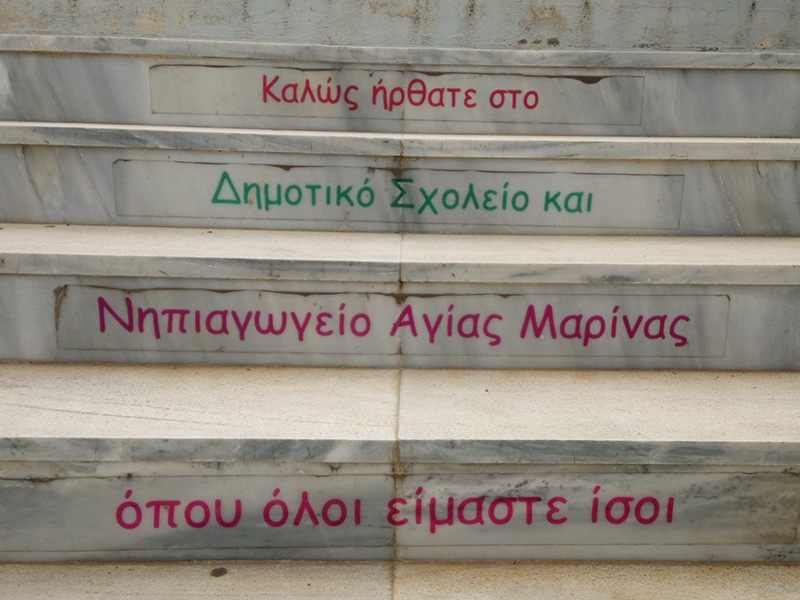 Καλώς ήρθατε στο
Δημοτικό Σχολείο και
Νηπιαγωγείο Αγίας Μαρίνας
όπου όλοι είμαστε ίσοι